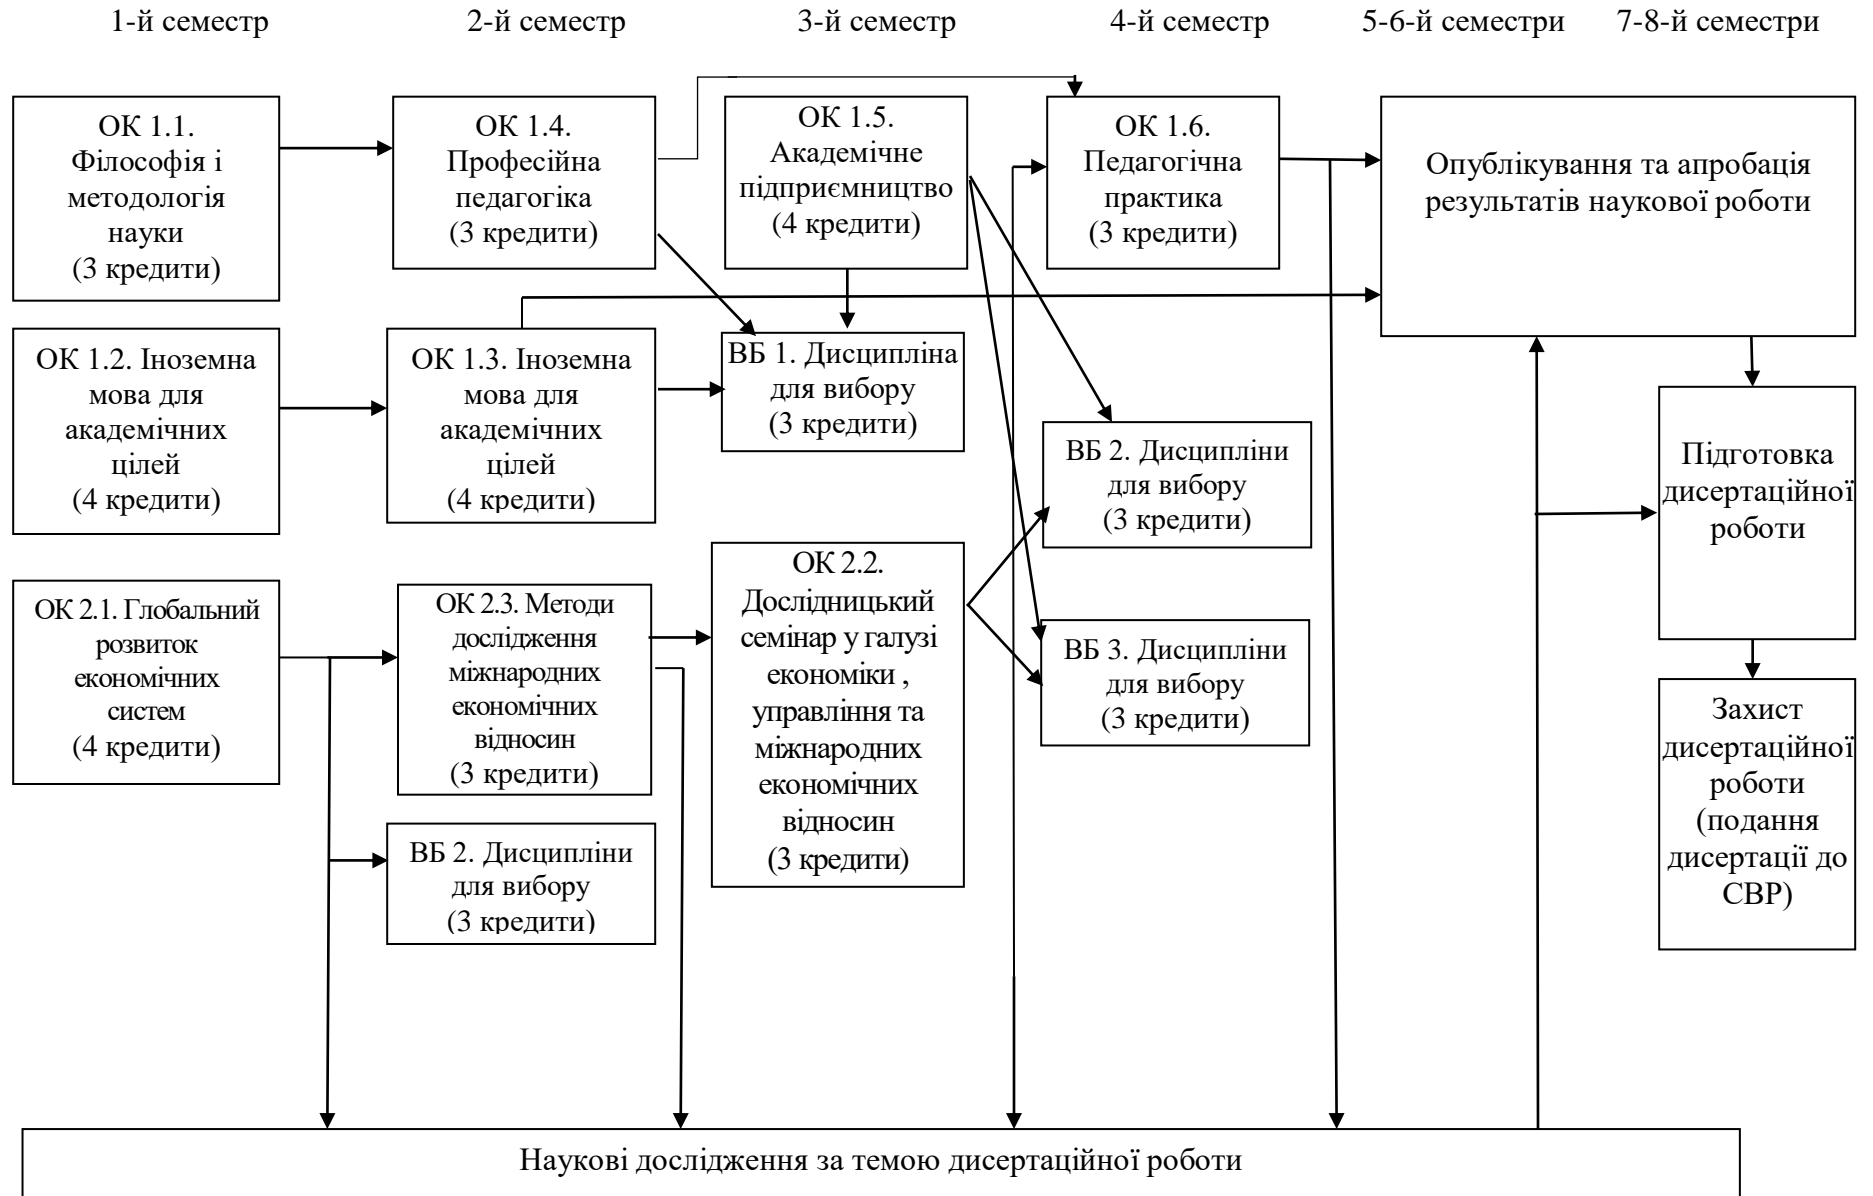 1-й семестр
2-й семестр
3-й семестр
4-й семестр
5-6-й семестри
7-8-й семестри
ОК 1.1.
Філософія і
методологія
науки
(3 кредити)
ОК 1.4.
Професійна
педагогіка
(3 кредити)
ОК 1.5.
Академічне
підприємництво
(4 кредити)
ОК 1.6.
Педагогічна
практика
(3 кредити)
Опублікування та апробація
результатів наукової роботи
ОК 1.2. Іноземна
мова для
академічних
цілей
(4 кредити)
ОК 1.3. Іноземна
мова для
академічних
цілей
(4 кредити)
ВБ 1. Дисципліна
для вибору
(3 кредити)
ВБ 2. Дисципліни
для вибору
(3 кредити)
Підготовка
дисертаційної
роботи
ОК 2.1. Глобальний
розвиток
економічних
систем
(4 кредити)
ОК 2.3. Методи
дослідження
міжнародних
економічних
відносин
(3 кредити)
ОК 2.2.
Дослідницький
семінар у галузі
економіки ,
управління та
міжнародних
економічних
відносин
(3 кредити)
ВБ 3. Дисципліни
для вибору
(3 кредити)
Захист
дисертаційної
роботи
(подання
дисертації до
СВР)
ВБ 2. Дисципліни
для вибору
(3 кредити)
Наукові дослідження за темою дисертаційної роботи